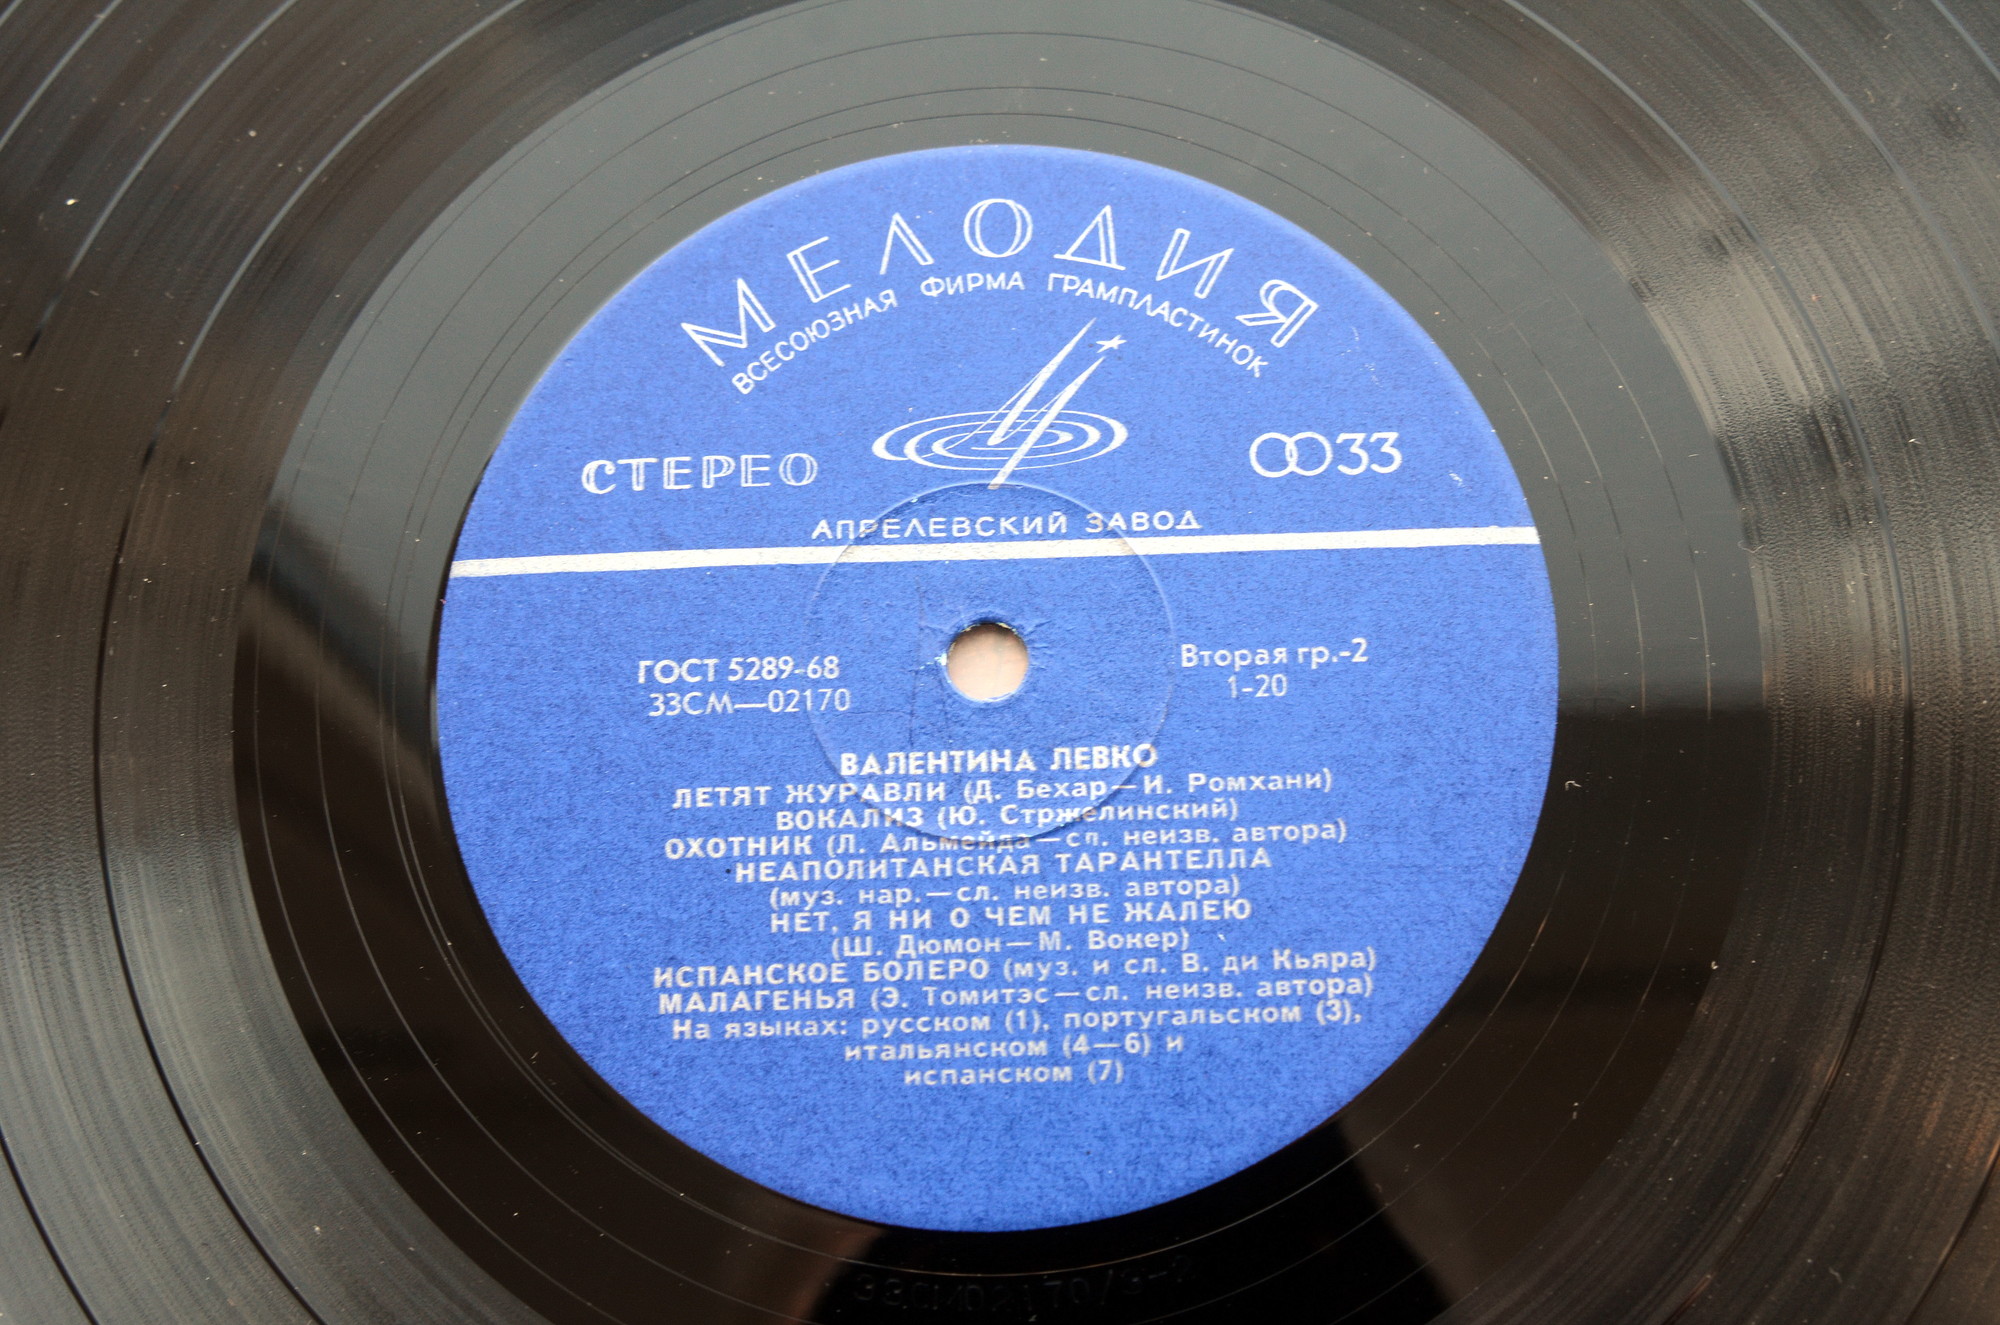 МЕЛОДИЯ
ВСЕСОЮЗНАЯ ФИРМА ГРАМПЛАСТИНОК
СТЕРЕО
33
АПРЕЛЕВСКИЙ ЗАВОД
ГОСТ 5289-68
33СМ—02170
Вторая гр.-2
1-20
ВАЛЕНТИНА ЛЕВКО
ЛЕТЯТ ЖУРАВЛИ (Д. Бехар—И. Ромхани)
ВОКАЛИЗ (Ю. Стржелинский)
ОХОТНИК (Л. Альмейда—сл. неизв. автора)
НЕАПОЛИТАНСКАЯ ТАРАНТЕЛЛА
(муз. нар.—сл. неизв. автора)
НЕТ, Я НИ О ЧЕМ НЕ ЖАЛЕЮ
(Ш. Дюмон—М. Вокер)
ИСПАНСКОЕ БОЛЕРО (муз. и сл. В. ди Кьяра)
МАЛАГЕНЬЯ (Э. Томитэс—сл. неизв. автора)
На языках: русском (1), португальском (3),
итальянском (4—6) и
испанском (7)